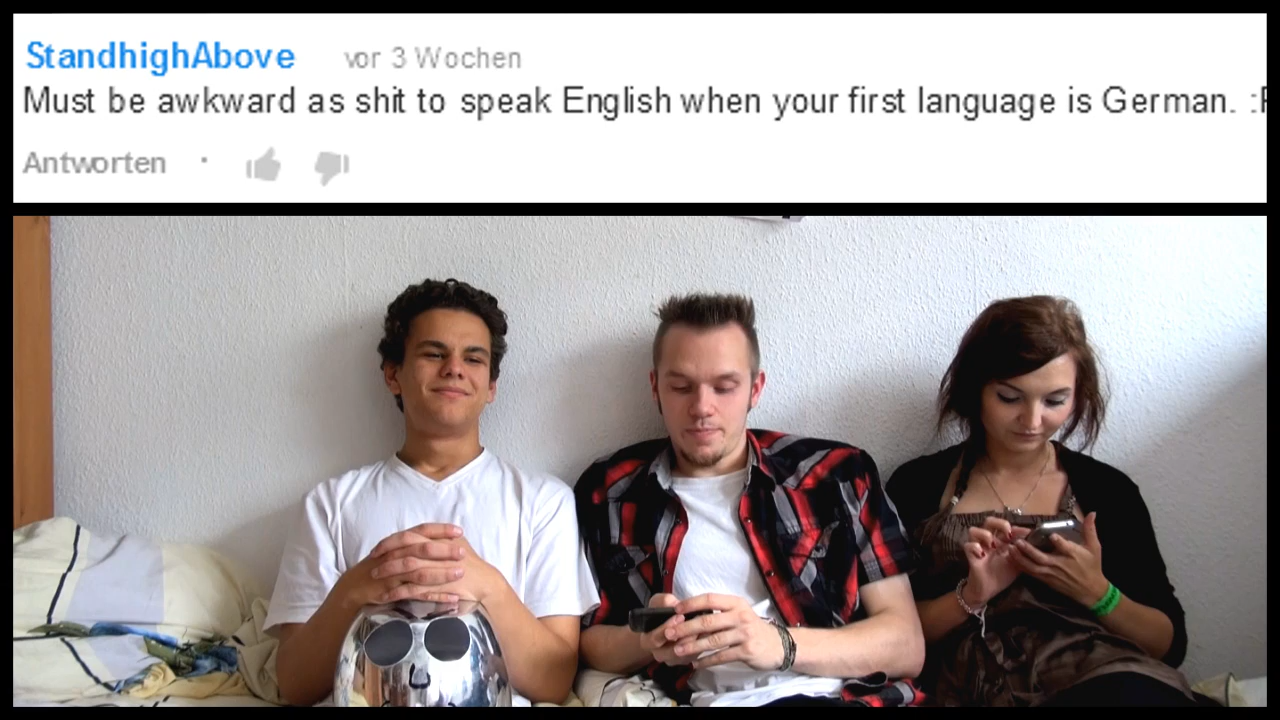 StandhighAbove vor 3 Wochen
Must be awkward as shit to speak English when your first language is German. :P
Antworten ·